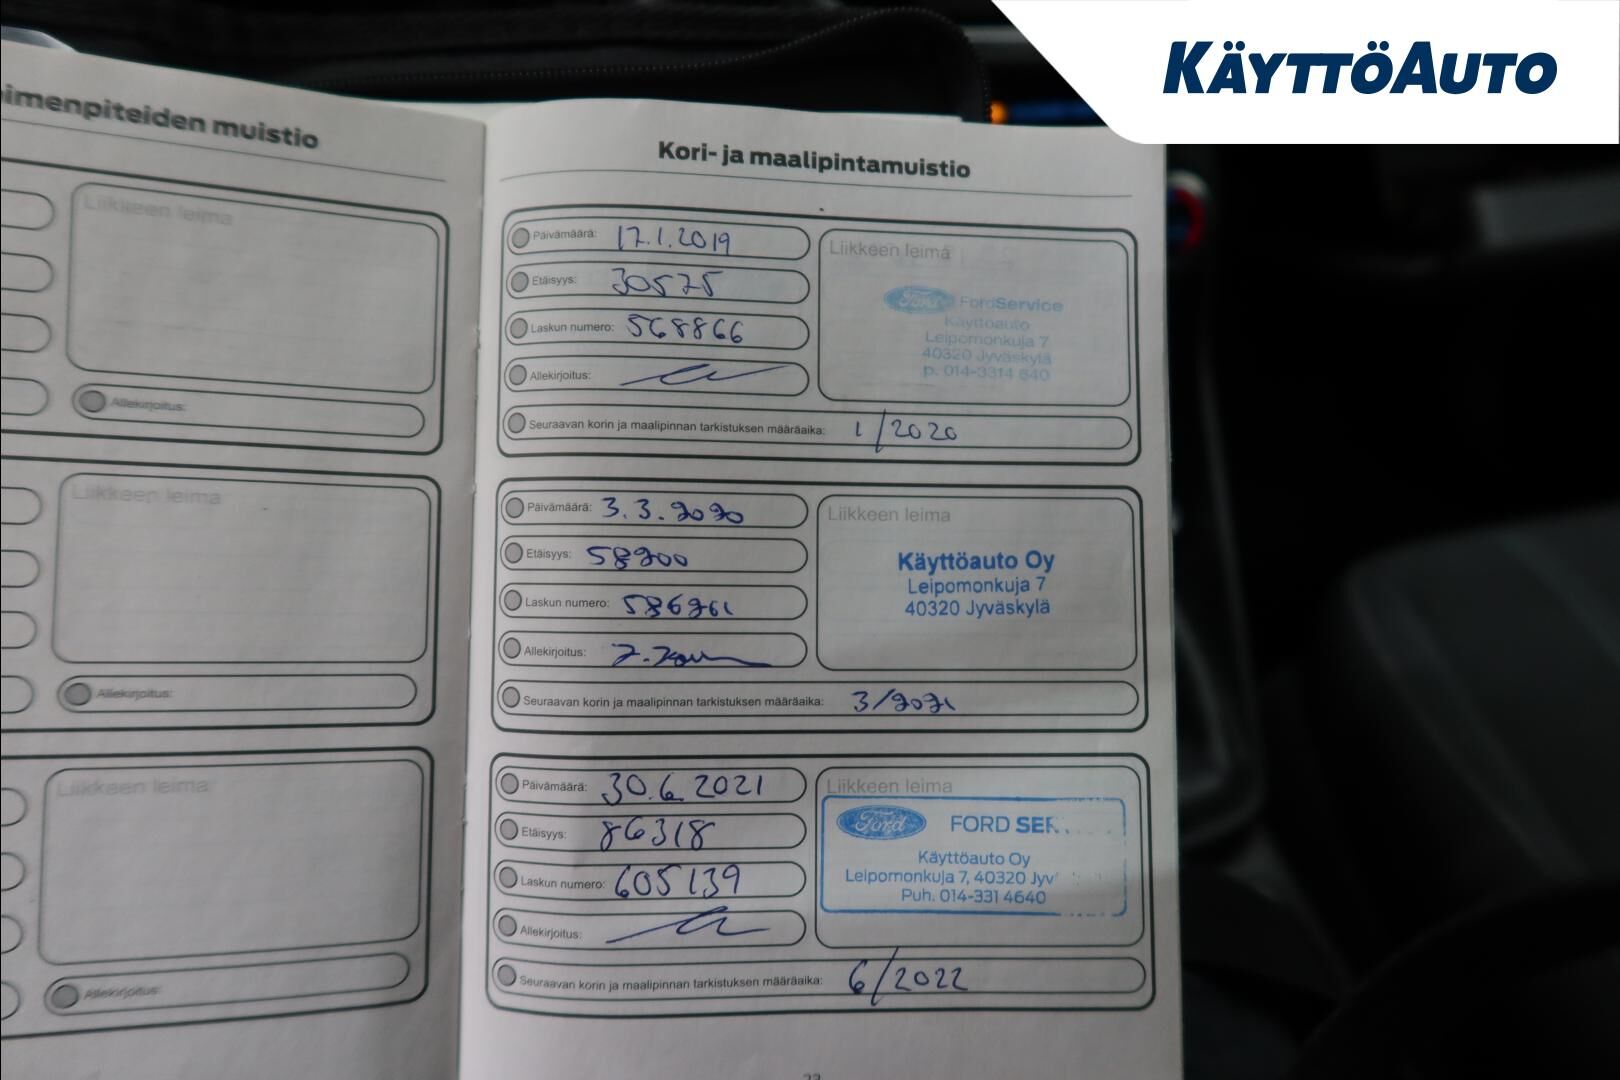 KÄYTTÖAUTO
imenpiteiden muistio
Liikkeen leima
Allekirjoitus:
Liikkeen leima
Allekirjoitus:
Liikkeen leima
Allekirjoitus:
Kori- ja maalipintamuistio
Päivämäärä: 17.1.2019
Etäisyys: 30575
Laskun numero: 568866
Allekirjoitus:
Liikkeen leima
Ford FordService
Käyttöauto
Leipomonkuja 7
40320 Jyväskylä
p. 014-3314 640
Seuraavan korin ja maalipinnan tarkistuksen määräaika: 1/2020
Päivämäärä: 3.3.2020
Etäisyys: 58200
Laskun numero: 586261
Allekirjoitus:
Liikkeen leima
Käyttöauto Oy
Leipomonkuja 7
40320 Jyväskylä
Seuraavan korin ja maalipinnan tarkistuksen määräaika: 3/2021
Päivämäärä: 30.6.2021
Etäisyys: 86318
Laskun numero: 605139
Allekirjoitus:
Liikkeen leima
Ford FORD SER
Käyttöauto Oy
Leipomonkuja 7, 40320 Jyv
Puh. 014-331 4640
Seuraavan korin ja maalipinnan tarkistuksen määräaika: 6/2022